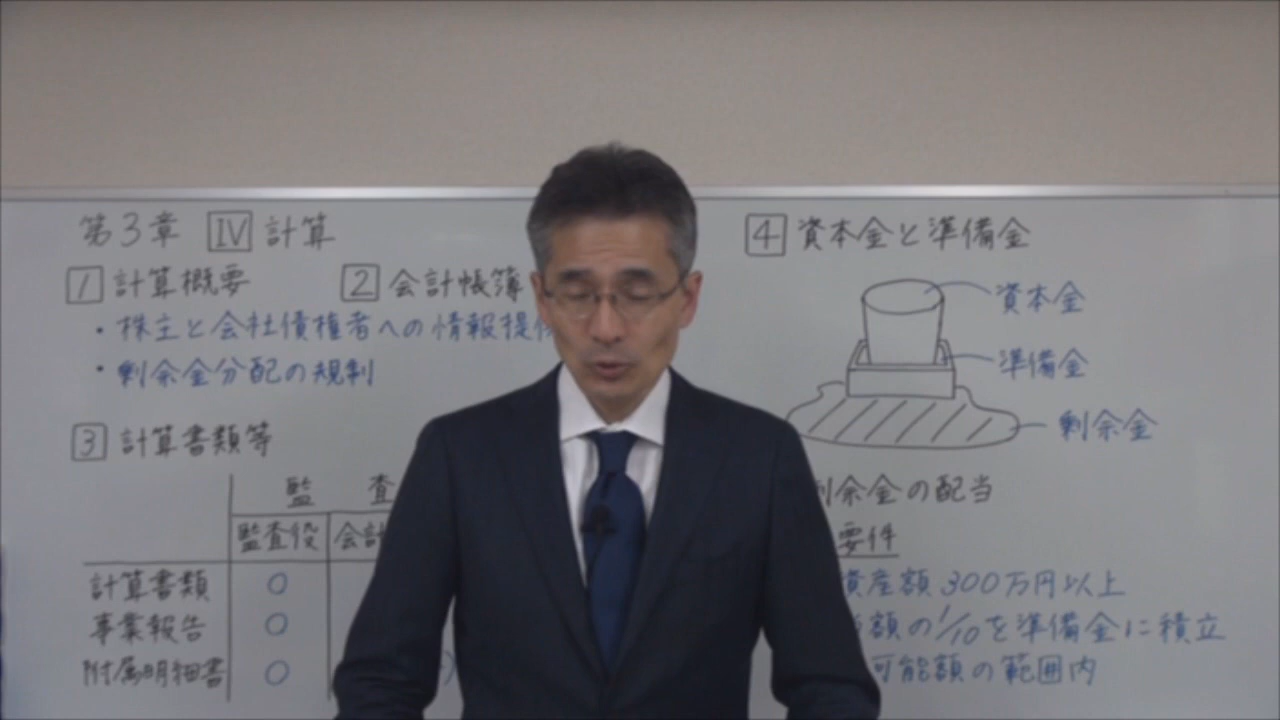 第3章 Ⅳ 計算
1 計算概要
2 会計帳簿
・株主と会社債権者への情報提供
・剰余金分配の規制
3 計算書類等
監 査
監査役 会計
計算書類 ○
事業報告 ○
附属明細書 ○
4 資本金と準備金
資本金
準備金
剰余金
剰余金の配当
要件
資産額300万円以上
額の1/10を準備金に積立
可能額の範囲内